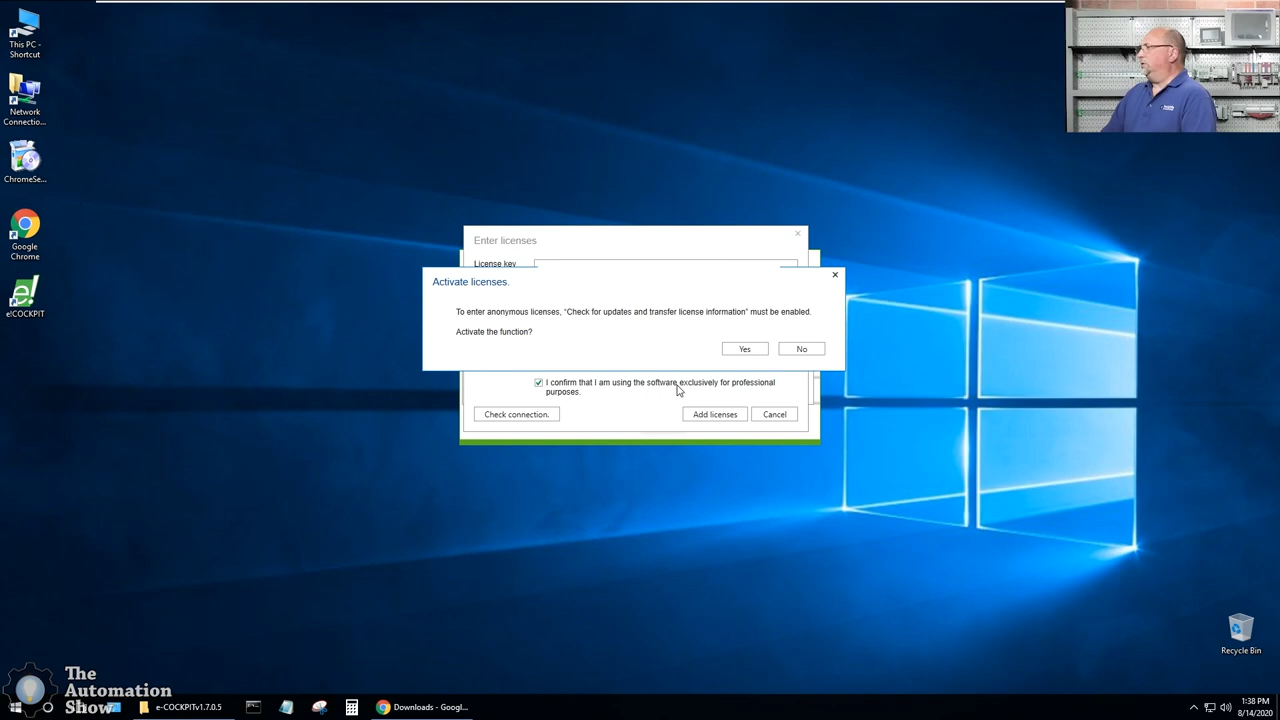 This PC -
Shortcut
Network
Connectio...
ChromeSe...
Google
Chrome
e!COCKPIT
Enter licenses
License key
Activate licenses.
To enter anonymous licenses, “Check for updates and transfer license information” must be enabled.
Activate the function?
Yes
No
I confirm that I am using the software exclusively for professional
purposes.
Check connection.
Add licenses
Cancel
Recycle Bin
The
Automation
Show
e-COCKPITv1.7.0.5
Downloads - Googl...
1:38 PM
8/14/2020